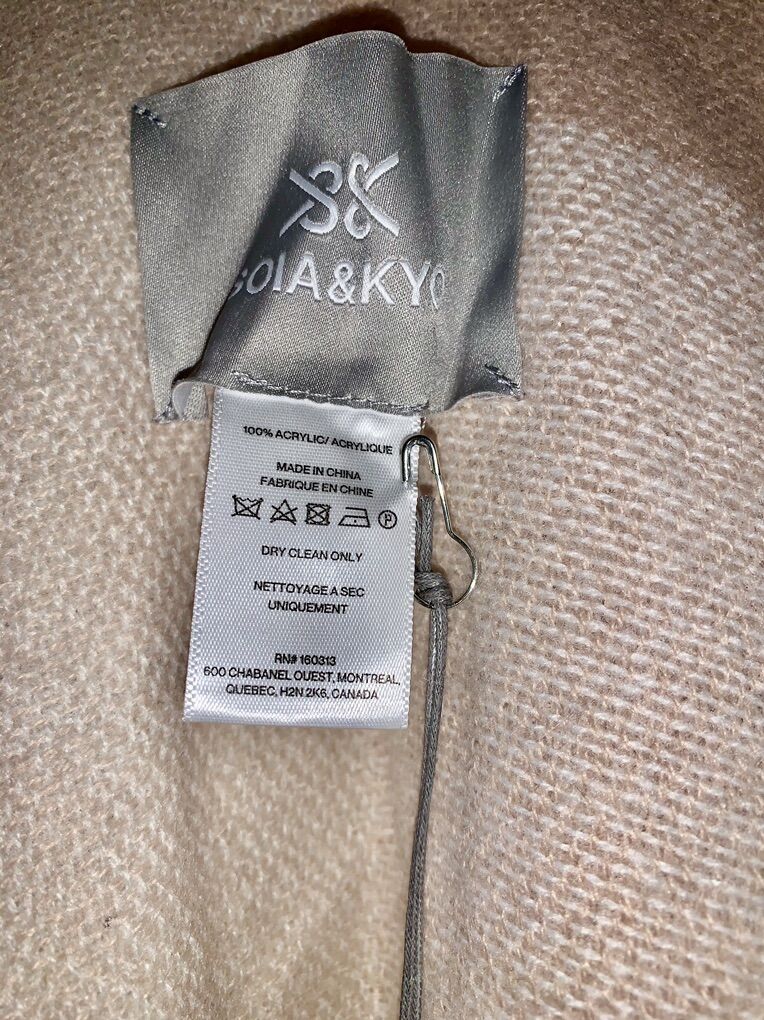 SOIA&KYO
100% ACRYLIC/ ACRYLIQUE
MADE IN CHINA
FABRIQUE EN CHINE
P
DRY CLEAN ONLY
NETTOYAGE A SEC
UNIQUEMENT
RN# 160313
600 CHABANEL OUEST, MONTREAL,
QUEBEC, H2N 2K6, CANADA